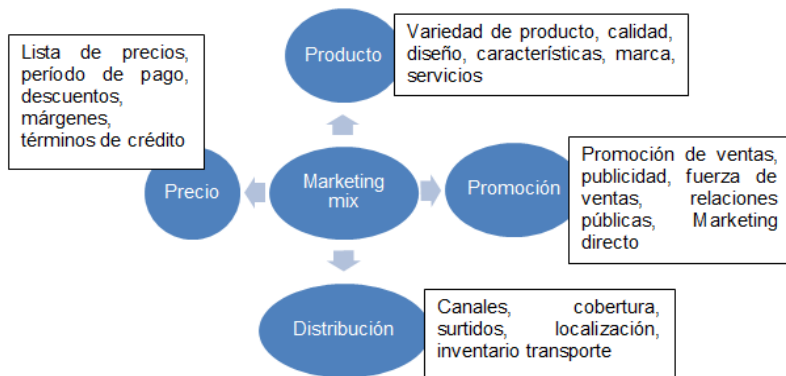 Producto
Variedad de producto, calidad,
diseño, características, marca,
servicios
Lista de precios,
período de pago,
descuentos,
márgenes,
términos de crédito
Precio
Marketing
mix
Promoción
Promoción de ventas,
publicidad, fuerza de
ventas, relaciones
públicas, Marketing
directo
Distribución
Canales, cobertura,
surtidos, localización,
inventario transporte